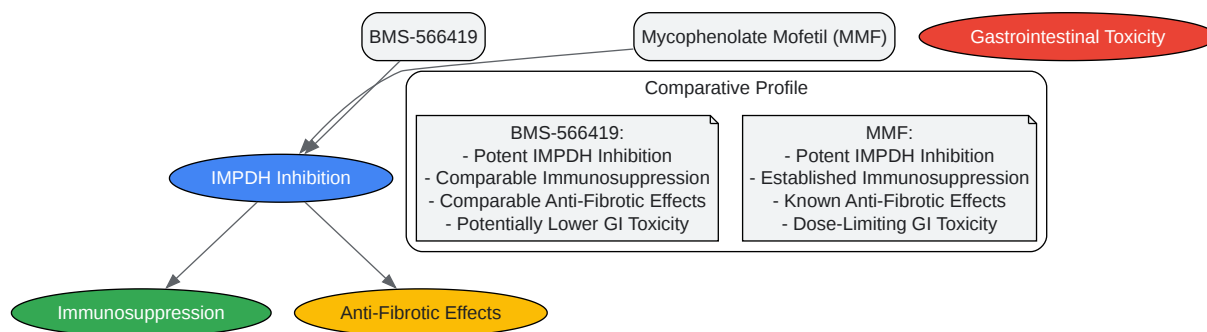 BMS-566419
Mycophenolate Mofetil (MMF)
Gastrointestinal Toxicity
Comparative Profile
BMS-566419:
- Potent IMPDH Inhibition
- Comparable Immunosuppression
- Comparable Anti-Fibrotic Effects
- Potentially Lower GI Toxicity
MMF:
- Potent IMPDH Inhibition
- Established Immunosuppression
- Known Anti-Fibrotic Effects
- Dose-Limiting GI Toxicity
IMPDH Inhibition
Immunosuppression
Anti-Fibrotic Effects